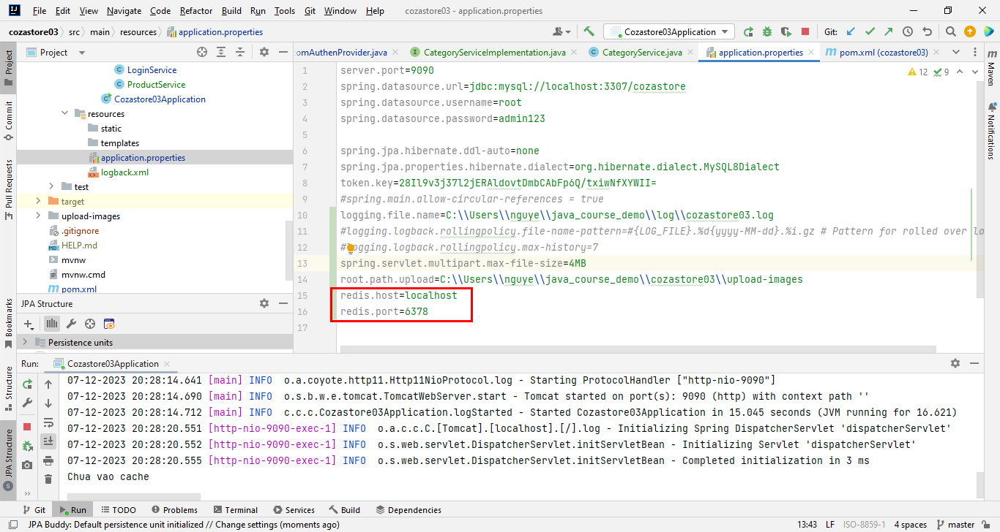 File Edit View Navigate Code Refactor Build Run Tools Git Window Help cozastore03 - application.properties
cozastore03 src main resources application.properties
Cozastore03Application Git:
Project
omAuthenProvider.java CategoryServiceImplementation.java CategoryService.java application.properties pom.xml (cozastore03)
LoginService
ProductService
Cozastore03Application
resources
static
templates
application.properties
logback.xml
test
target
upload-images
.gitignore
HELP.md
mvnw
mvnw.cmd
pom.xml
JPA Structure
Persistence units
12 9
1 server.port=9090
2 spring.datasource.url=jdbc:mysql://localhost:3307/cozastore
3 spring.datasource.username=root
4 spring.datasource.password=admin123
5
6 spring.jpa.hibernate.ddl-auto=none
7 spring.jpa.properties.hibernate.dialect=org.hibernate.dialect.MySQL8Dialect
8 token.key=28Il9v3j37l2jERAldovtDmbCAbFp6Q/txiwNfXYWII=
9 #spring.main.allow-circular-references = true
10 logging.file.name=C:\\Users\\nguye\\java_course_demo\\log\\cozastore03.log
11 #logging.logback.rollingpolicy.file-name-pattern=#{LOG_FILE}.%d{yyyy-MM-dd}.%i.gz # Pattern for rolled over lo
12 #logging.logback.rollingpolicy.max-history=7
13 spring.servlet.multipart.max-file-size=4MB
14 root.path.upload=C:\\Users\\nguye\\java_course_demo\\cozastore03\\upload-images
15 redis.host=localhost
16 redis.port=6378
17
Project
Commit
Pull Requests
Bookmarks
Structure
JPA Structure
Maven
Notifications
Run: Cozastore03Application
07-12-2023 20:28:14.641 [main] INFO o.a.coyote.http11.Http11NioProtocol.log - Starting ProtocolHandler ["http-nio-9090"]
07-12-2023 20:28:14.690 [main] INFO o.s.b.w.e.tomcat.TomcatWebServer.start - Tomcat started on port(s): 9090 (http) with context path ''
07-12-2023 20:28:14.712 [main] INFO c.c.c.Cozastore03Application.logStarted - Started Cozastore03Application in 15.045 seconds (JVM running for 16.621)
07-12-2023 20:28:20.551 [http-nio-9090-exec-1] INFO o.a.c.c.C.[Tomcat].[localhost].[/].log - Initializing Spring DispatcherServlet 'dispatcherServlet'
07-12-2023 20:28:20.552 [http-nio-9090-exec-1] INFO o.s.web.servlet.DispatcherServlet.initServletBean - Initializing Servlet 'dispatcherServlet'
07-12-2023 20:28:20.555 [http-nio-9090-exec-1] INFO o.s.web.servlet.DispatcherServlet.initServletBean - Completed initialization in 3 ms
Chua vao cache
Git Run TODO Problems Terminal Services Build Dependencies
JPA Buddy: Default persistence unit initialized // Change settings (moments ago) 13:43 LF ISO-8859-1 4 spaces master